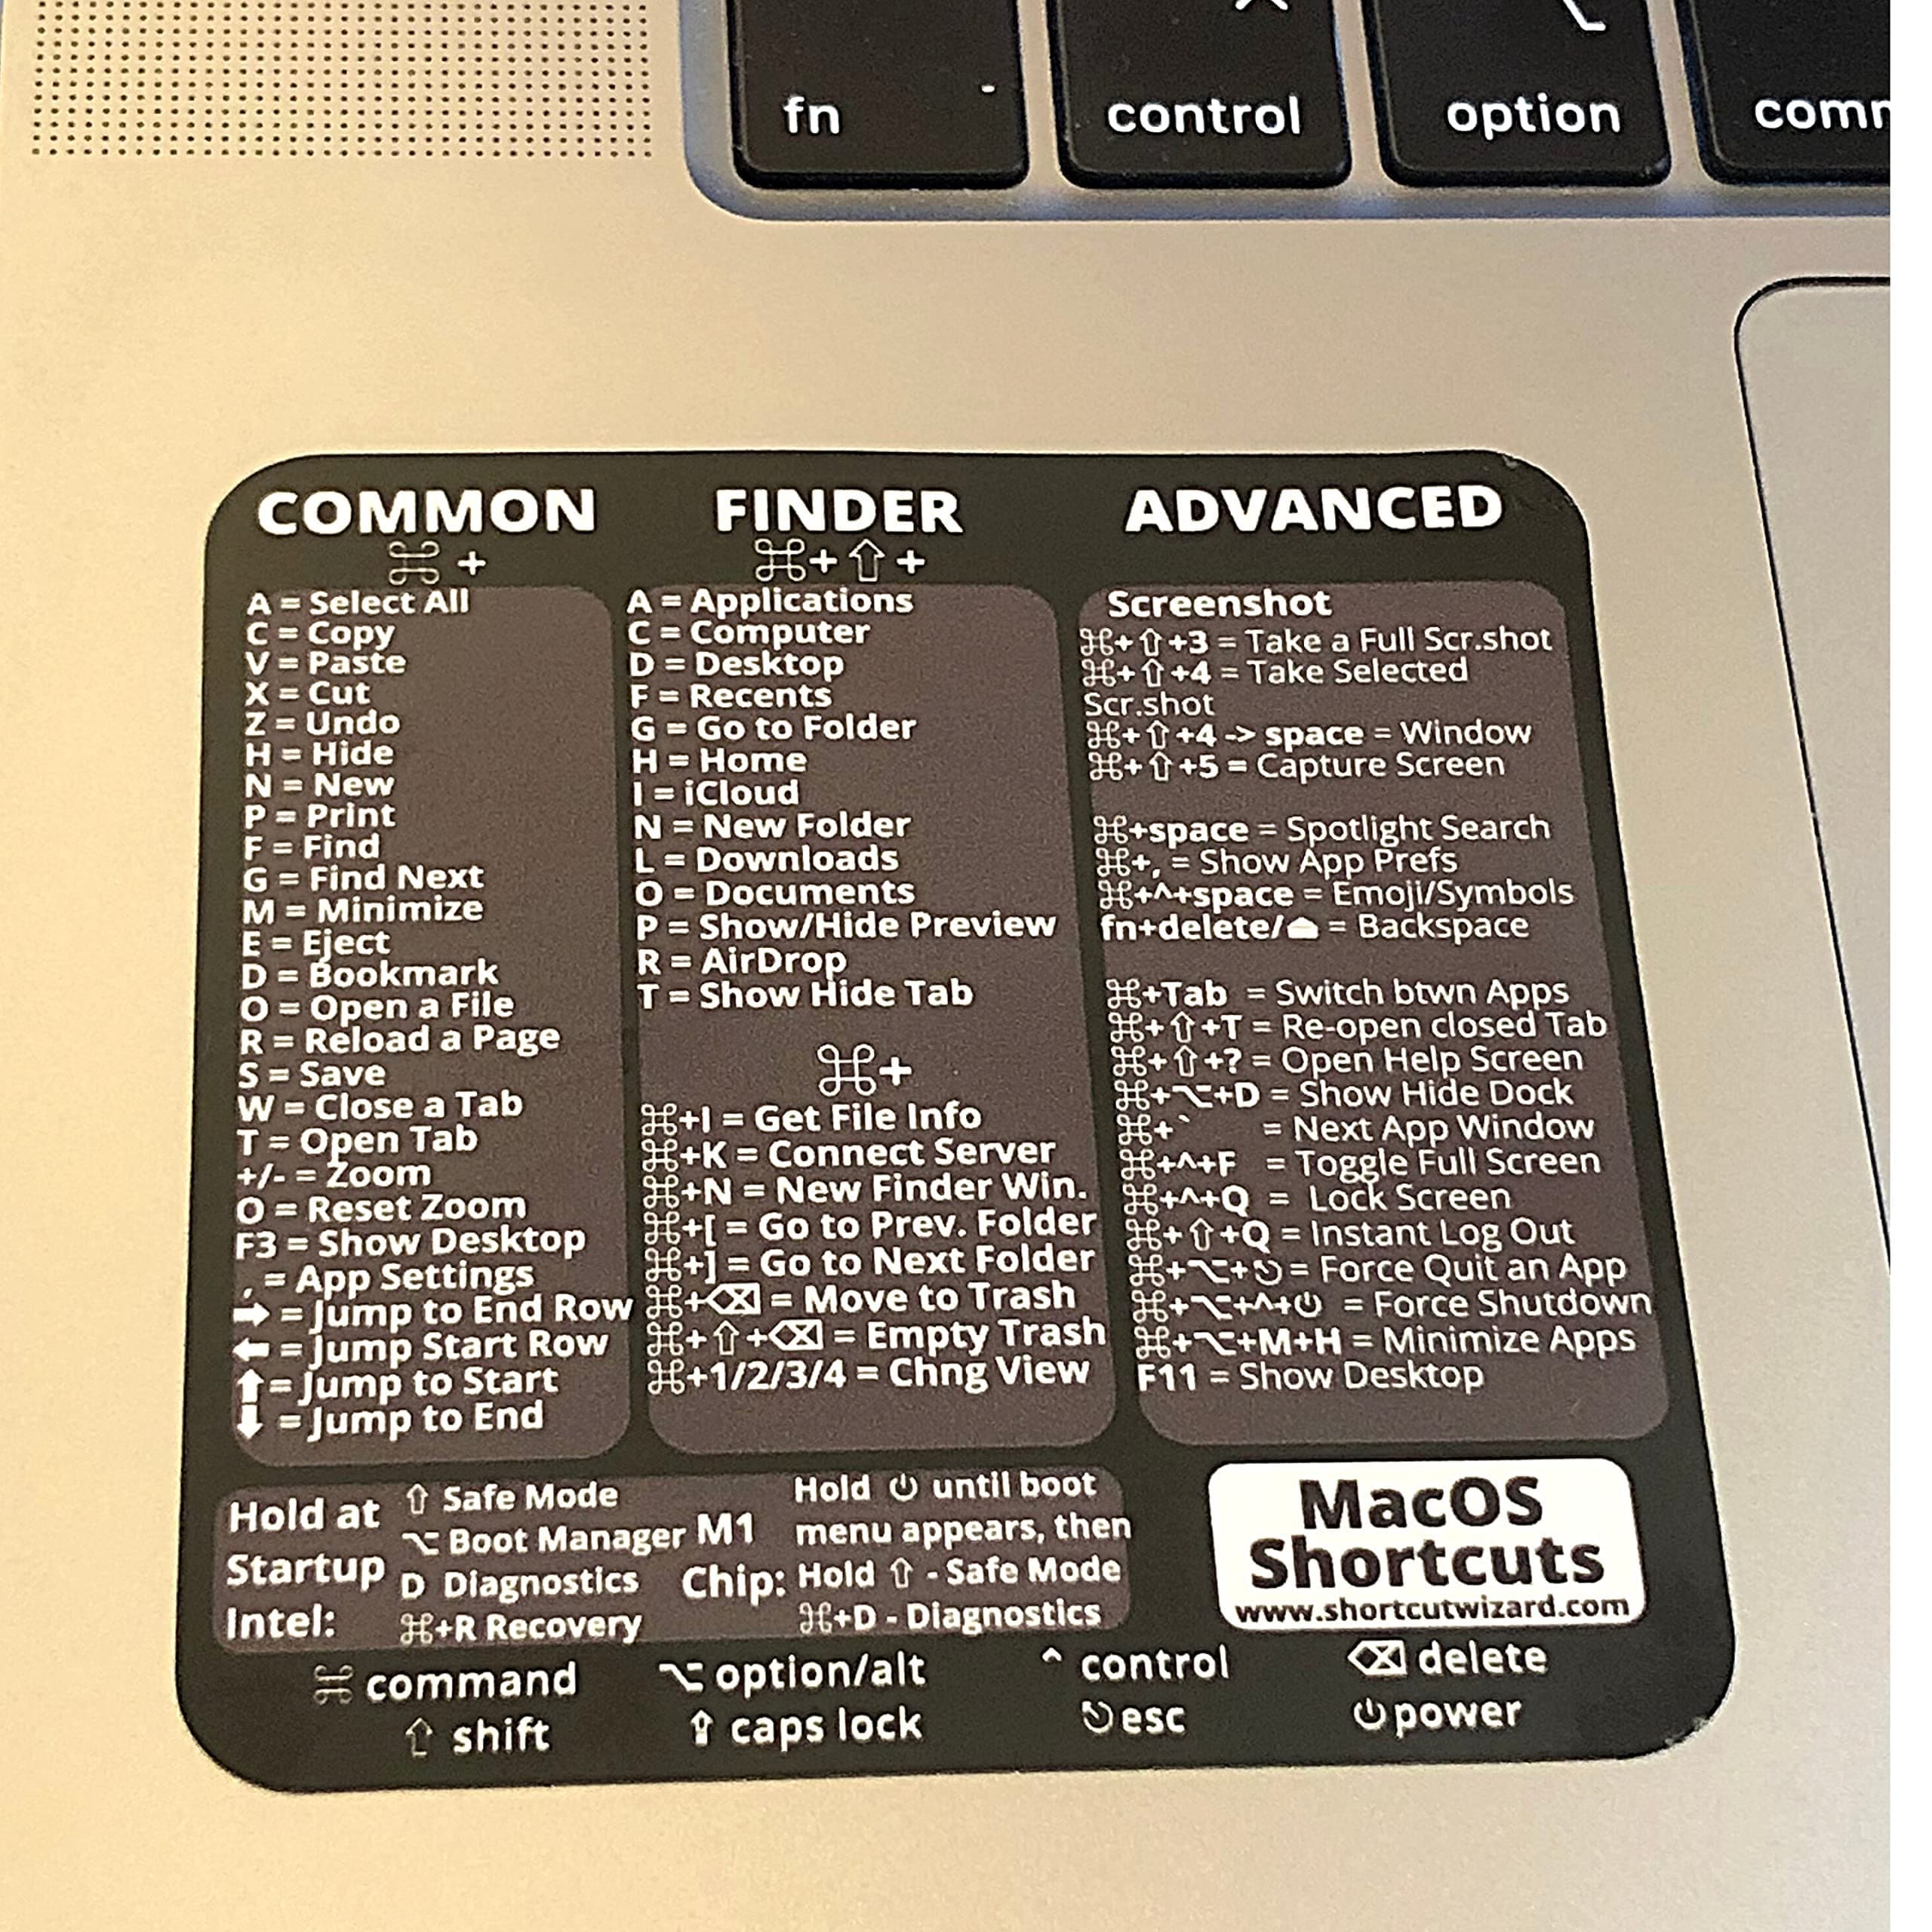 fn
control
option
⌥
COMMON
⌘ +
A = Select All
C = Copy
V = Paste
X = Cut
Z = Undo
H = Hide
N = New
P = Print
F = Find
G = Find Next
M = Minimize
E = Eject
D = Bookmark
O = Open a File
R = Reload a Page
S = Save
W = Close a Tab
T = Open Tab
+/- = Zoom
O = Reset Zoom
F3 = Show Desktop
, = App Settings
➡ = Jump to End Row
⬅ = Jump Start Row
⬆ = Jump to Start
⬇ = Jump to End
FINDER
⌘+⇧+
A = Applications
C = Computer
D = Desktop
F = Recents
G = Go to Folder
H = Home
I = iCloud
N = New Folder
L = Downloads
O = Documents
P = Show/Hide Preview
R = AirDrop
T = Show Hide Tab
⌘+
⌘+I = Get File Info
⌘+K = Connect Server
⌘+N = New Finder Win.
⌘+[ = Go to Prev. Folder
⌘+] = Go to Next Folder
⌘+⌫ = Move to Trash
⌘+⇧+⌫ = Empty Trash
⌘+1/2/3/4 = Chng View
ADVANCED
Screenshot
⌘+⇧+3 = Take a Full Scr.shot
⌘+⇧+4 = Take Selected
Scr.shot
⌘+⇧+4 -> space = Window
⌘+⇧+5 = Capture Screen
⌘+space = Spotlight Search
⌘+, = Show App Prefs
⌘+^+space = Emoji/Symbols
fn+delete/⏏ = Backspace
⌘+Tab = Switch btwn Apps
⌘+⇧+T = Re-open closed Tab
⌘+⇧+? = Open Help Screen
⌘+⌥+D = Show Hide Dock
⌘+` = Next App Window
⌘+^+F = Toggle Full Screen
⌘+^+Q = Lock Screen
⌘+⇧+Q = Instant Log Out
⌘+⌥+⎋ = Force Quit an App
⌘+⌥+^+⏻ = Force Shutdown
⌘+⌥+M+H = Minimize Apps
F11 = Show Desktop
Hold at
Startup
Intel:
⇧ Safe Mode
⌥ Boot Manager
D Diagnostics
⌘+R Recovery
M1
Chip:
Hold ⏻ until boot
menu appears, then
Hold ⇧ - Safe Mode
⌘+D - Diagnostics
MacOS
Shortcuts
www.shortcutwizard.com
⌘ command ⌥ option/alt ^ control ⌫ delete
⇧ shift ⇪ caps lock ⎋ esc ⏻ power